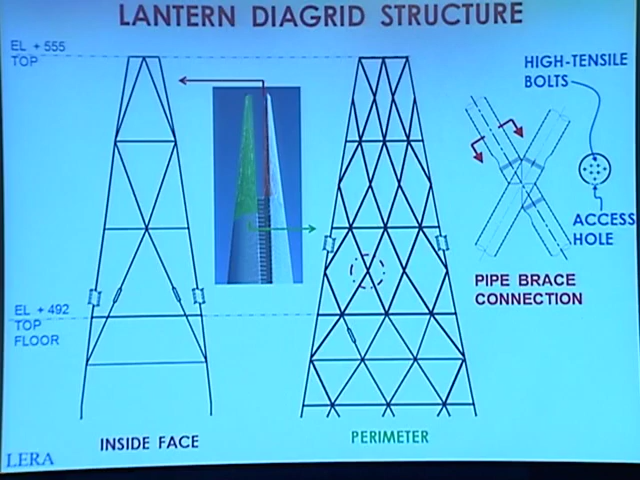 LANTERN DIAGRID STRUCTURE
EL + 555
TOP
HIGH-TENSILE
BOLTS
ACCESS
HOLE
PIPE BRACE
CONNECTION
EL + 492
TOP
FLOOR
INSIDE FACE
PERIMETER
LERA